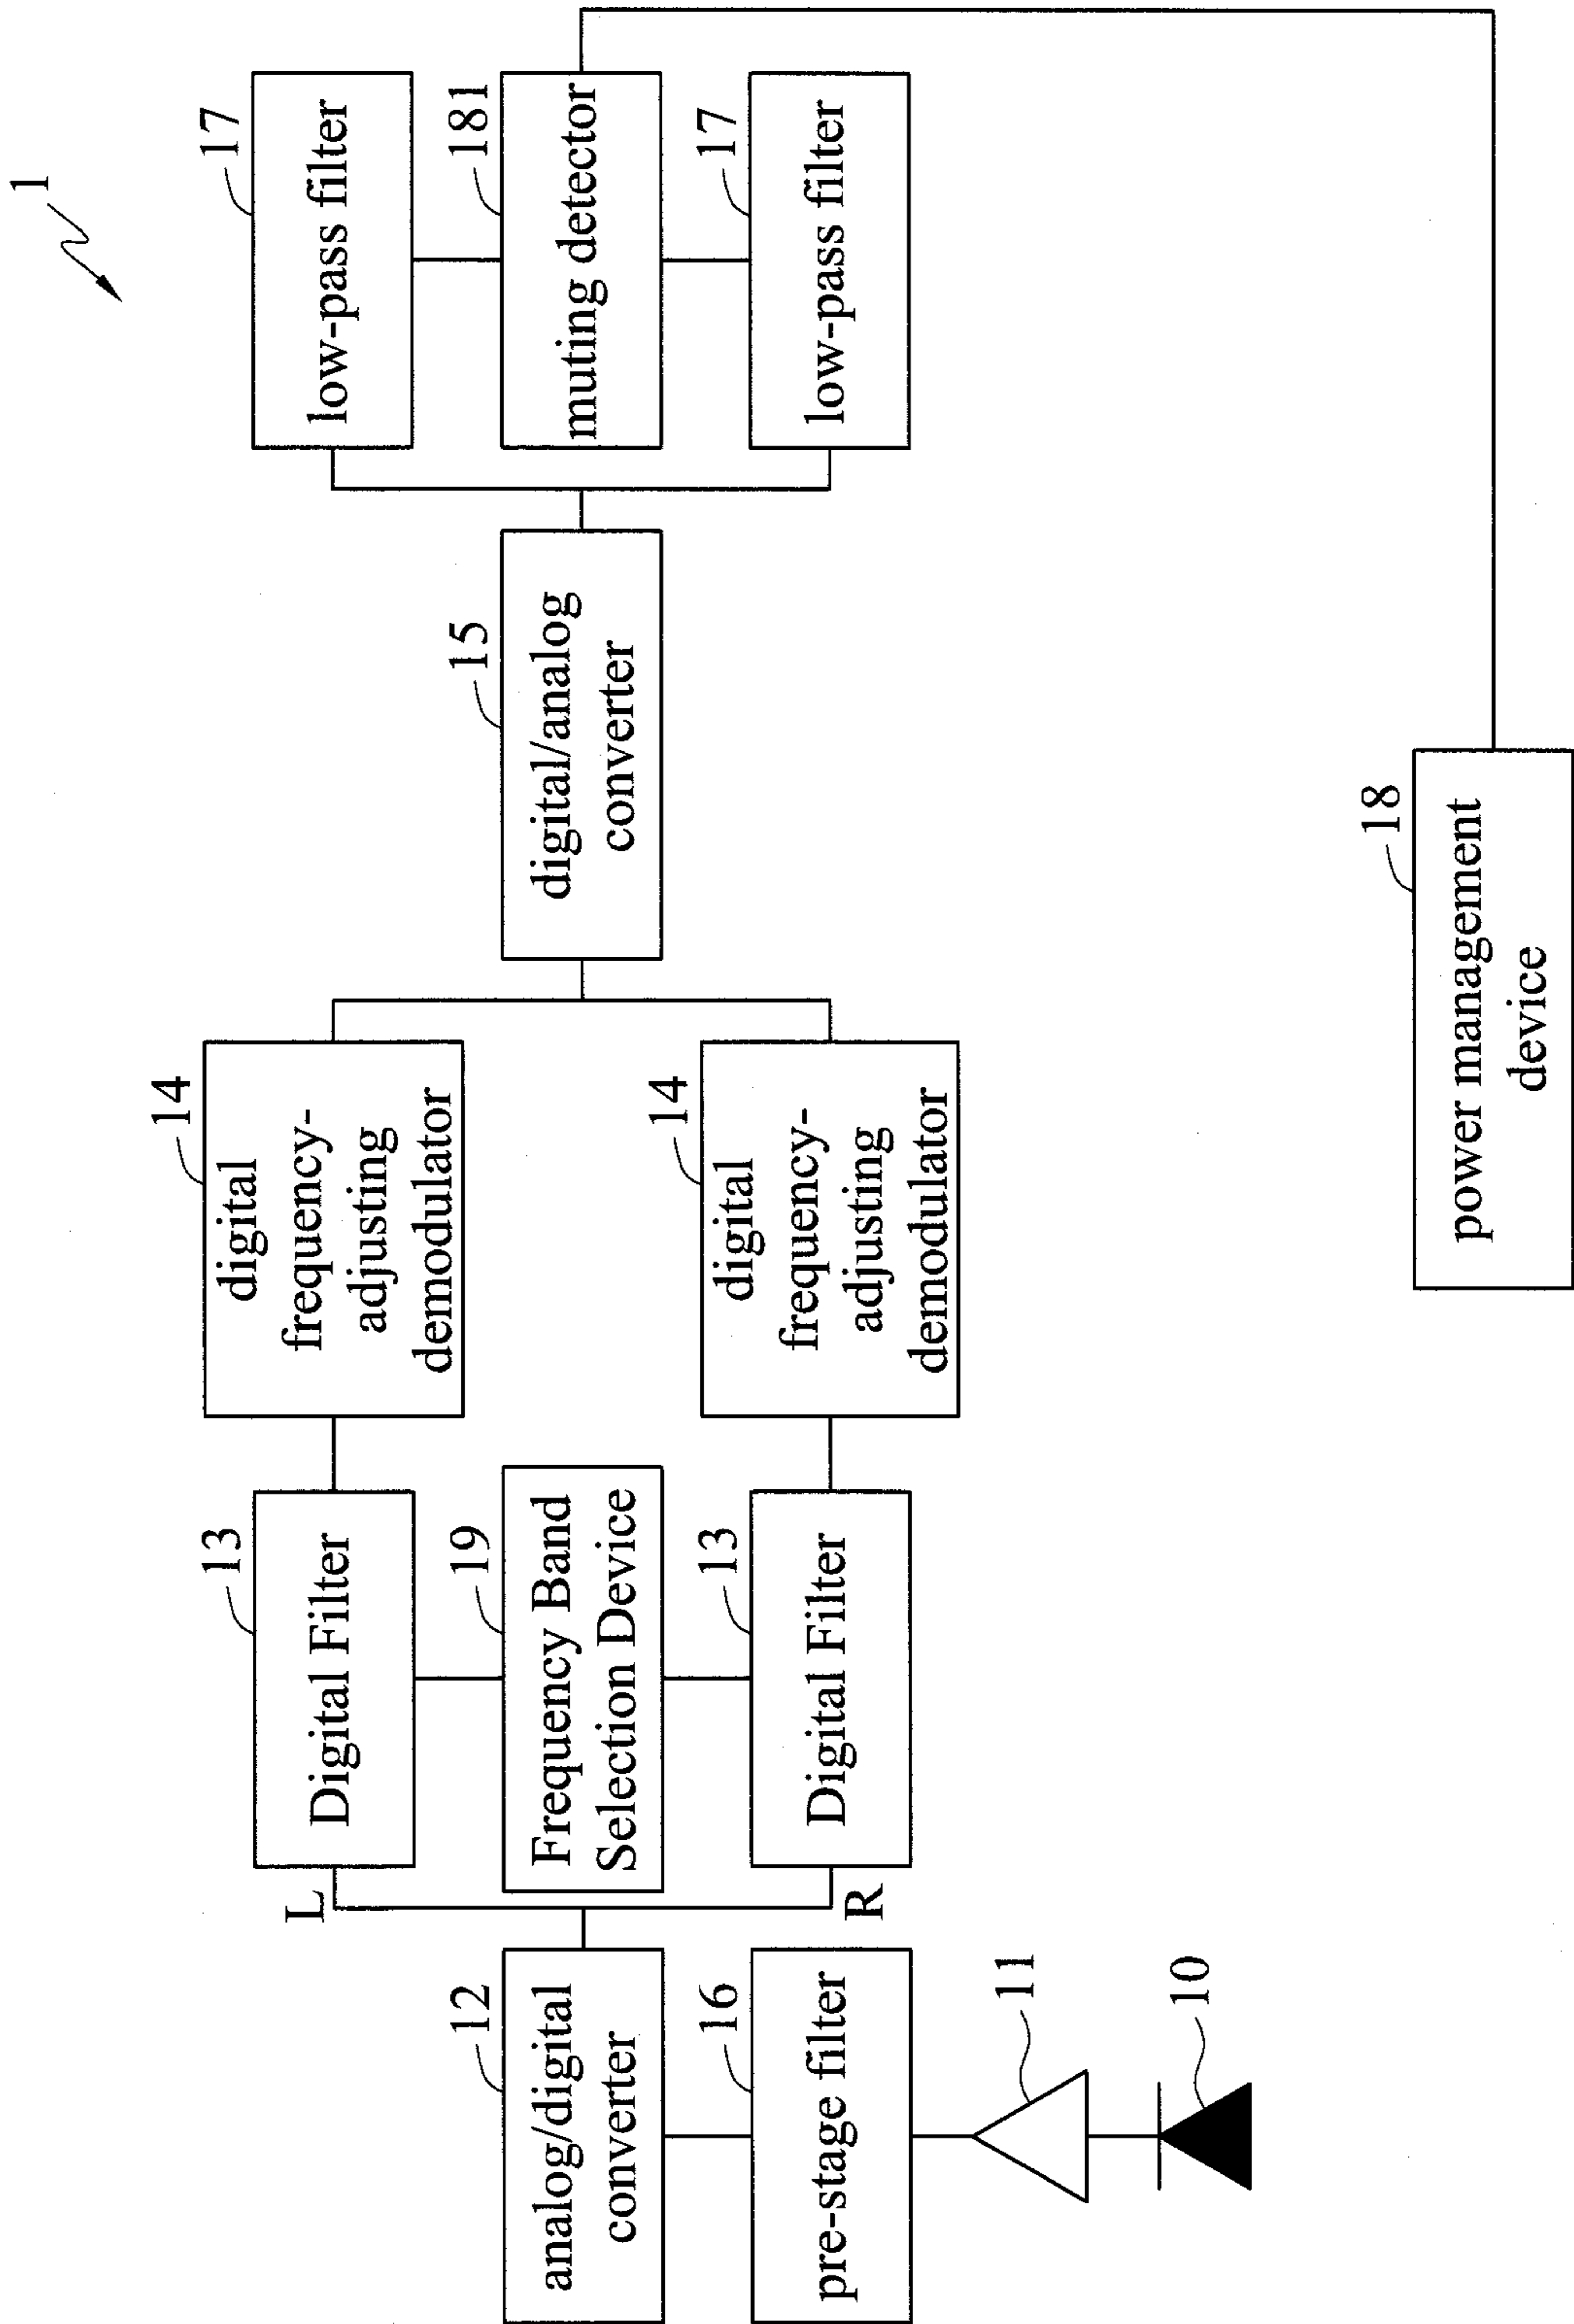 1
17
low-pass filter
181
muting detector
17
low-pass filter
15
digital/analog
converter
14
digital
frequency-
adjusting
demodulator
14
digital
frequency-
adjusting
demodulator
13
Digital Filter
19
Frequency Band
Selection Device
13
Digital Filter
L
R
12
analog/digital
converter
16
pre-stage filter
11
10
18
power management
device